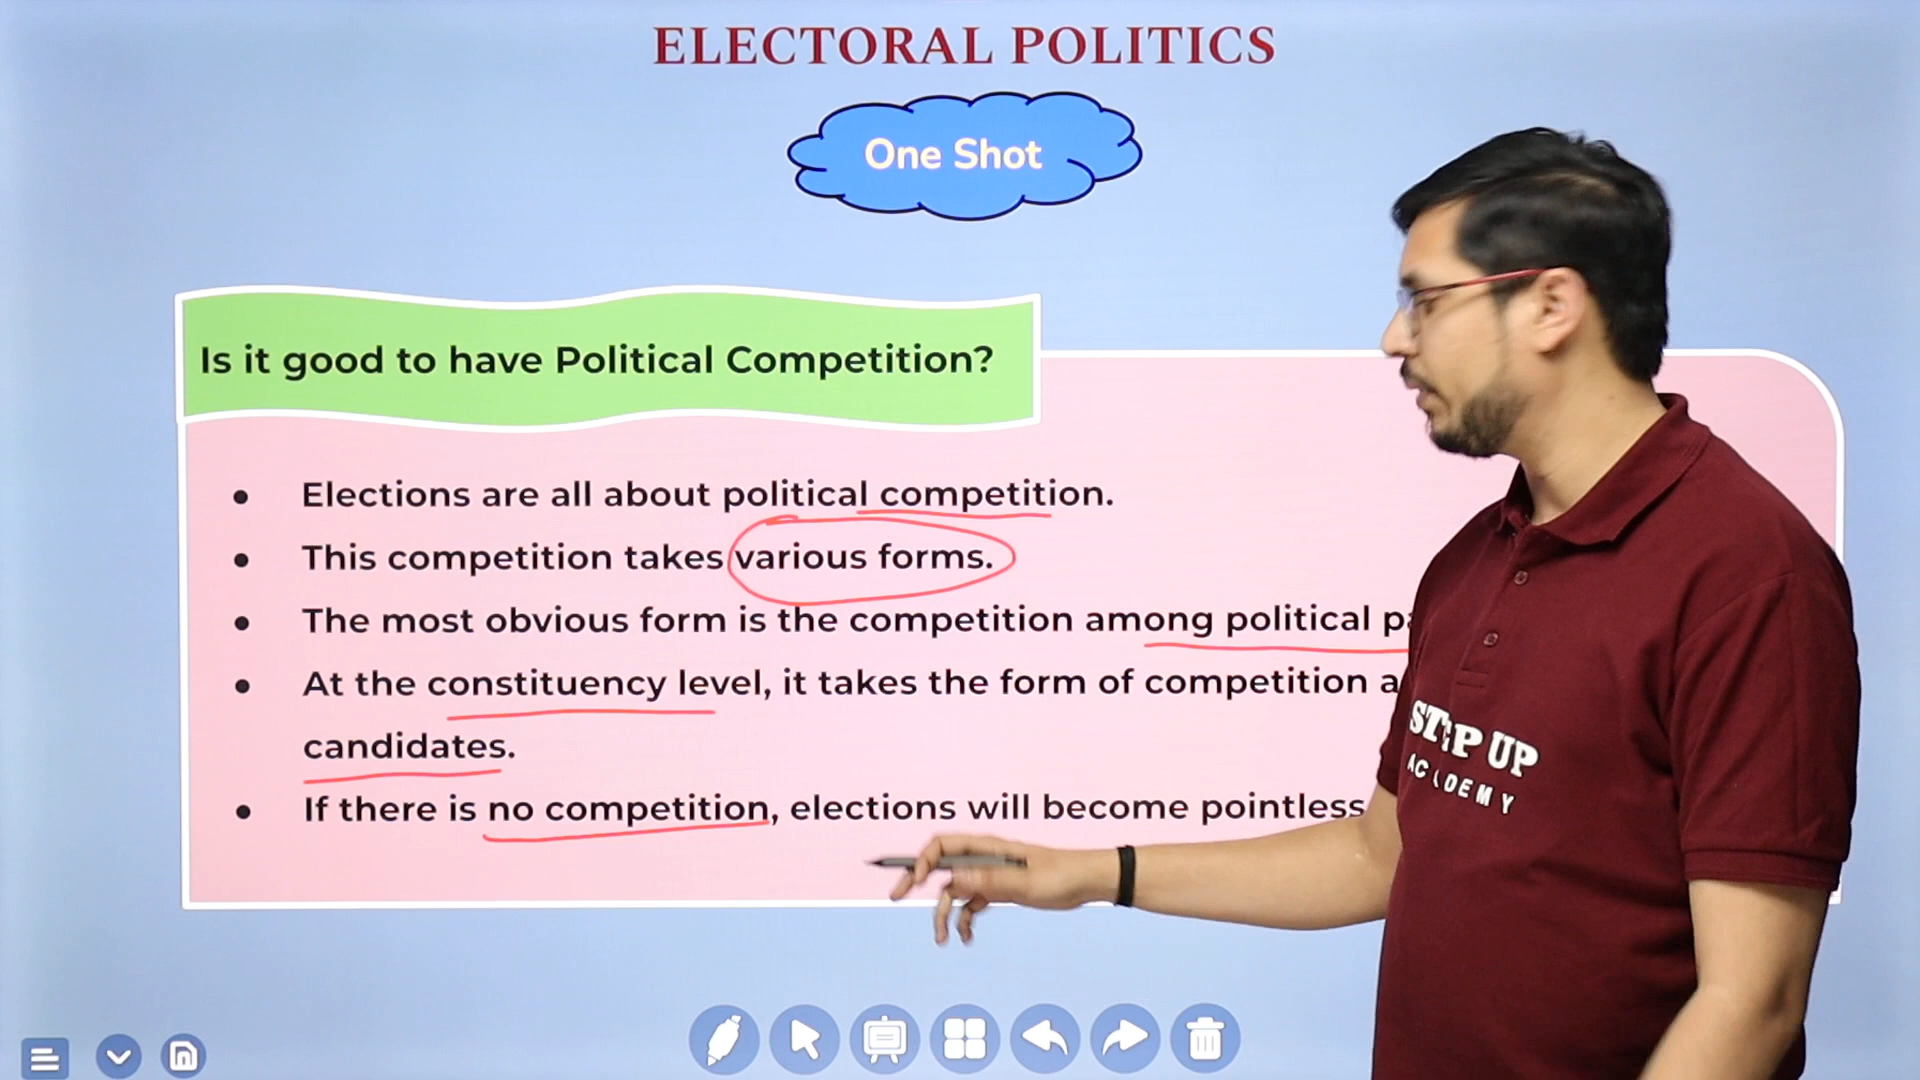 ELECTORAL POLITICS
One Shot
Is it good to have Political Competition?
• Elections are all about political competition.
• This competition takes various forms.
• The most obvious form is the competition among political
• At the constituency level, it takes the form of competition
candidates.
• If there is no competition, elections will become pointless
STEP UP
ACADEMY